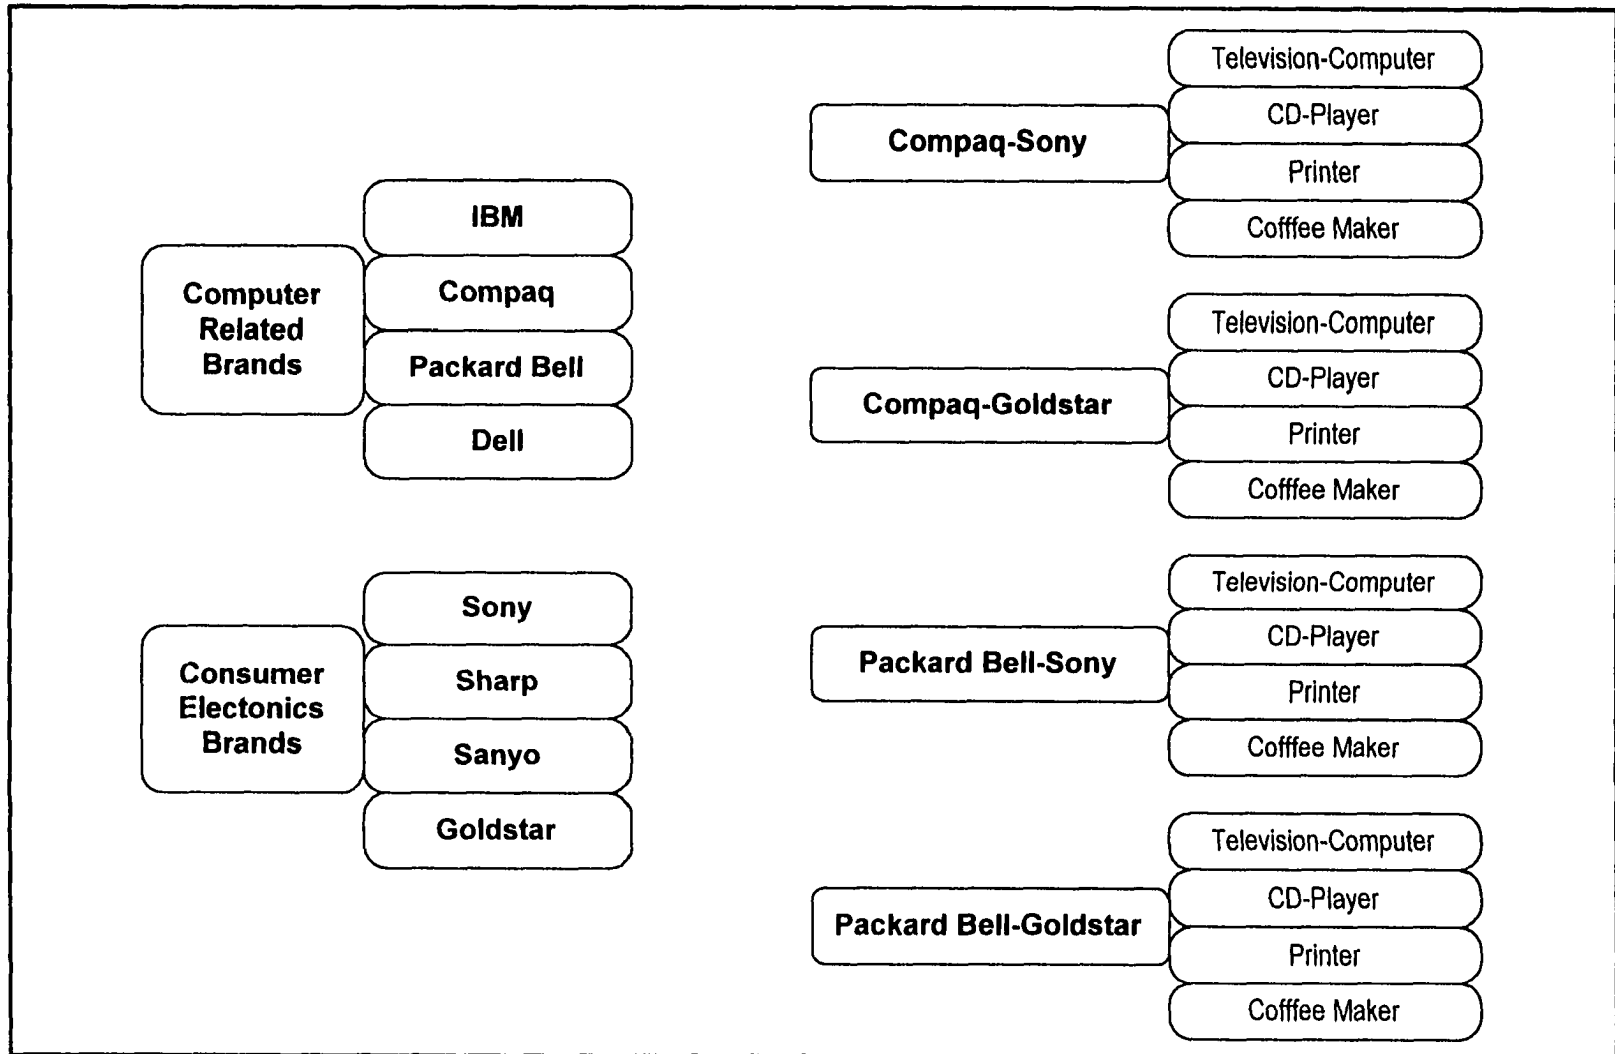 Computer
Related
Brands
IBM
Compaq
Packard Bell
Dell
Consumer
Electonics
Brands
Sony
Sharp
Sanyo
Goldstar
Compaq-Sony
Television-Computer
CD-Player
Printer
Cofffee Maker
Compaq-Goldstar
Television-Computer
CD-Player
Printer
Cofffee Maker
Packard Bell-Sony
Television-Computer
CD-Player
Printer
Cofffee Maker
Packard Bell-Goldstar
Television-Computer
CD-Player
Printer
Cofffee Maker